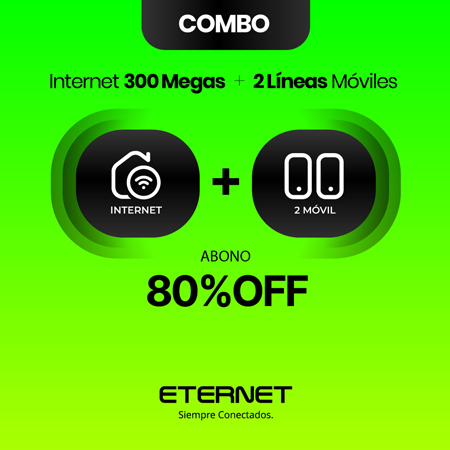 COMBO
Internet 300 Megas + 2 Líneas Móviles
INTERNET + 2 MÓVIL
ABONO
80%OFF
ETERNET
Siempre Conectados.